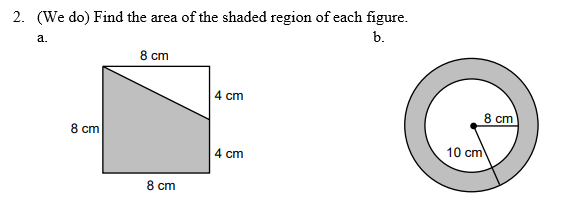 2. (We do) Find the area of the shaded region of each figure.
a.
b.
8 cm
4 cm
8 cm
8 cm
4 cm
10 cm
8 cm